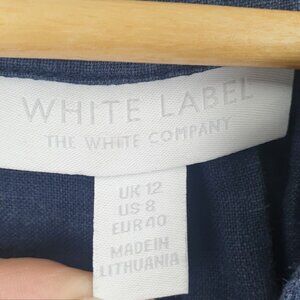 WHITE LABEL
THE WHITE COMPANY
UK 12
US 8
EUR 40
MADE IN
LITHUANIA